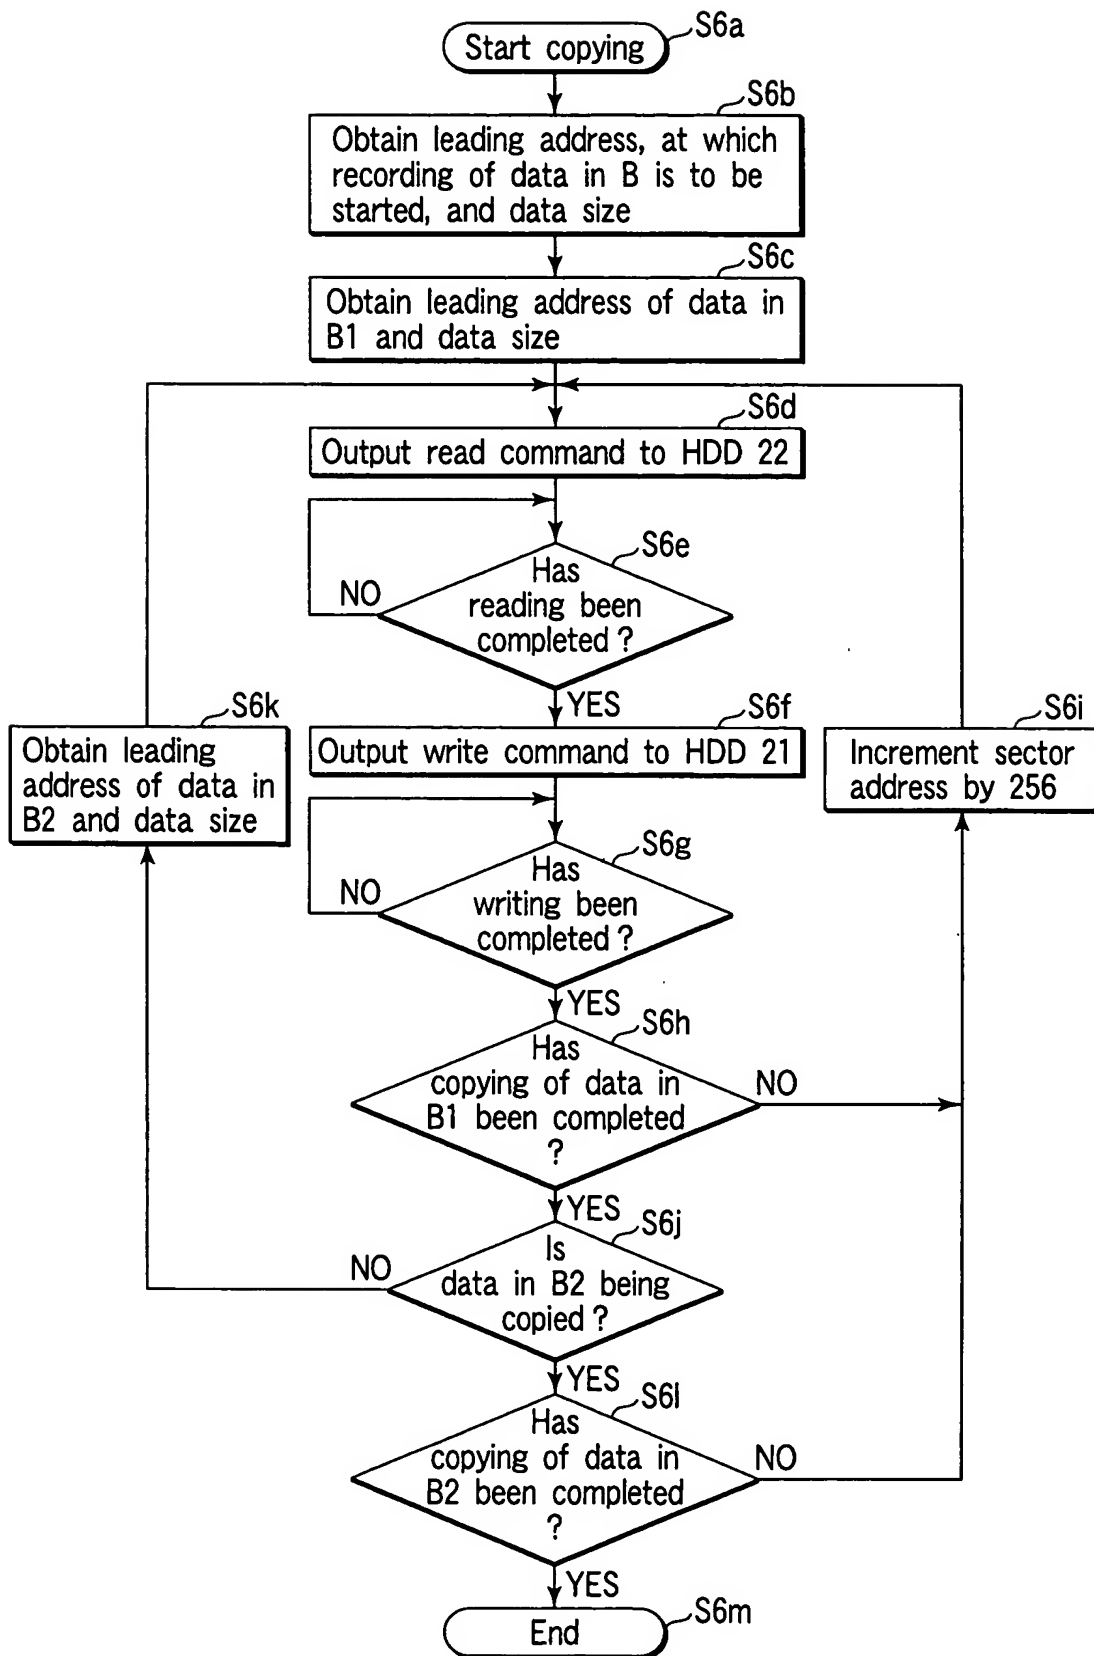 Start copying
S6a
S6b
Obtain leading address, at which
recording of data in B is to be
started, and data size
S6c
Obtain leading address of data in
B1 and data size
S6d
Output read command to HDD 22
S6e
Has
reading been
completed ?
NO
YES
S6k
Obtain leading
address of data in
B2 and data size
S6f
Output write command to HDD 21
S6i
Increment sector
address by 256
S6g
Has
writing been
completed ?
NO
YES
S6h
Has
copying of data in
B1 been completed
?
NO
YES
S6j
Is
data in B2 being
copied ?
NO
YES
S6l
Has
copying of data in
B2 been completed
?
NO
YES
End
S6m